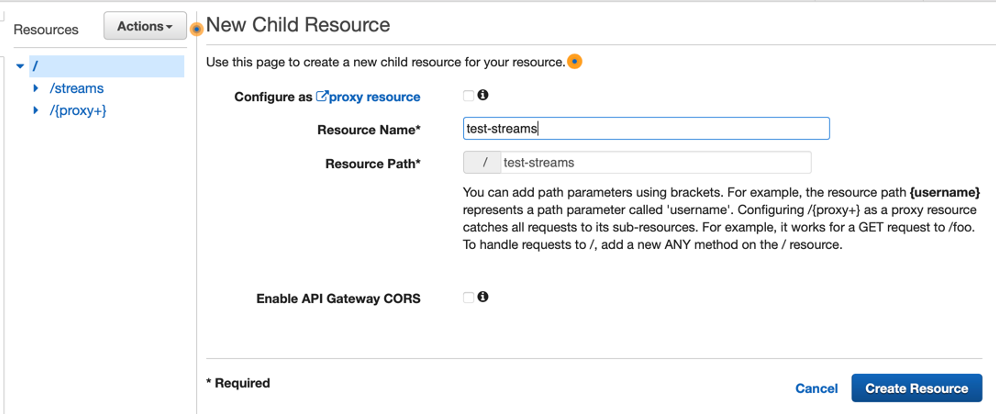 Resources
Actions
New Child Resource
/
/streams
/{proxy+}
Use this page to create a new child resource for your resource.
Configure as proxy resource
Resource Name*
test-streams
Resource Path*
/ test-streams
You can add path parameters using brackets. For example, the resource path {username}
represents a path parameter called 'username'. Configuring /{proxy+} as a proxy resource
catches all requests to its sub-resources. For example, it works for a GET request to /foo.
To handle requests to /, add a new ANY method on the / resource.
Enable API Gateway CORS
* Required
Cancel
Create Resource